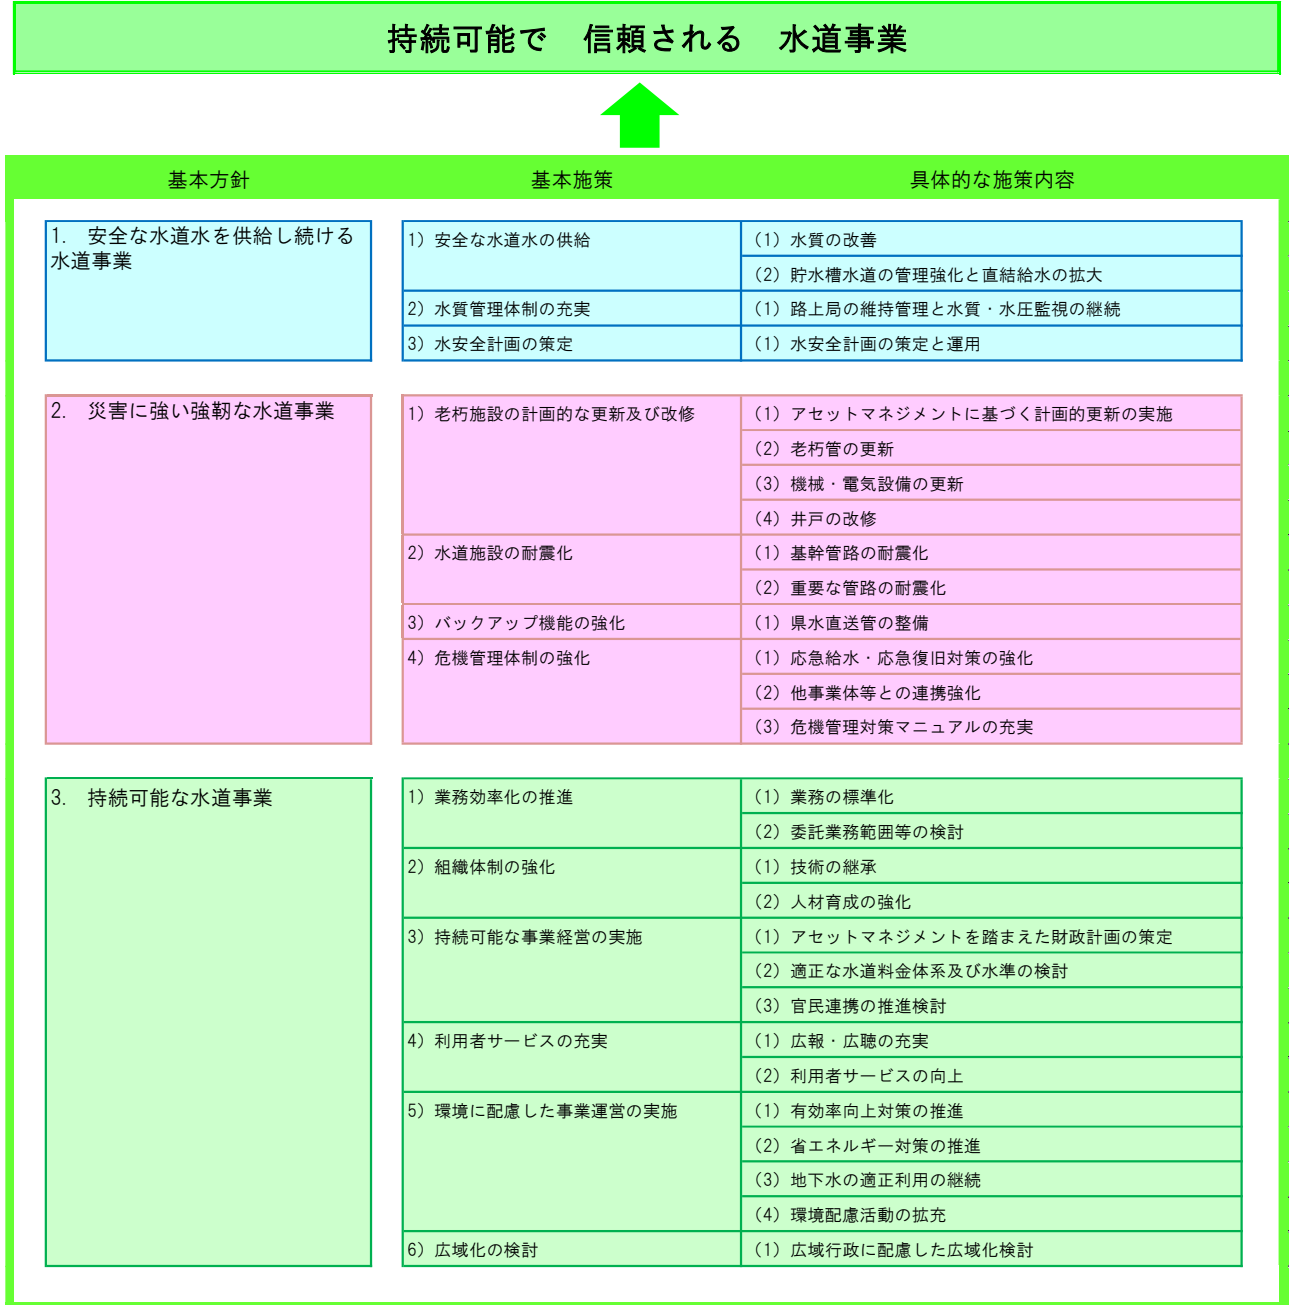 持続可能で　信頼される　水道事業
基本方針
基本施策
具体的な施策内容
1.　安全な水道水を供給し続ける
水道事業
1）安全な水道水の供給
（1）水質の改善
（2）貯水槽水道の管理強化と直結給水の拡大
2）水質管理体制の充実
（1）路上局の維持管理と水質・水圧監視の継続
3）水安全計画の策定
（1）水安全計画の策定と運用
2.　災害に強い強靭な水道事業
1）老朽施設の計画的な更新及び改修
（1）アセットマネジメントに基づく計画的更新の実施
（2）老朽管の更新
（3）機械・電気設備の更新
（4）井戸の改修
2）水道施設の耐震化
（1）基幹管路の耐震化
（2）重要な管路の耐震化
3）バックアップ機能の強化
（1）県水直送管の整備
4）危機管理体制の強化
（1）応急給水・応急復旧対策の強化
（2）他事業体等との連携強化
（3）危機管理対策マニュアルの充実
3.　持続可能な水道事業
1）業務効率化の推進
（1）業務の標準化
（2）委託業務範囲等の検討
2）組織体制の強化
（1）技術の継承
（2）人材育成の強化
3）持続可能な事業経営の実施
（1）アセットマネジメントを踏まえた財政計画の策定
（2）適正な水道料金体系及び水準の検討
（3）官民連携の推進検討
4）利用者サービスの充実
（1）広報・広聴の充実
（2）利用者サービスの向上
5）環境に配慮した事業運営の実施
（1）有効率向上対策の推進
（2）省エネルギー対策の推進
（3）地下水の適正利用の継続
（4）環境配慮活動の拡充
6）広域化の検討
（1）広域行政に配慮した広域化検討